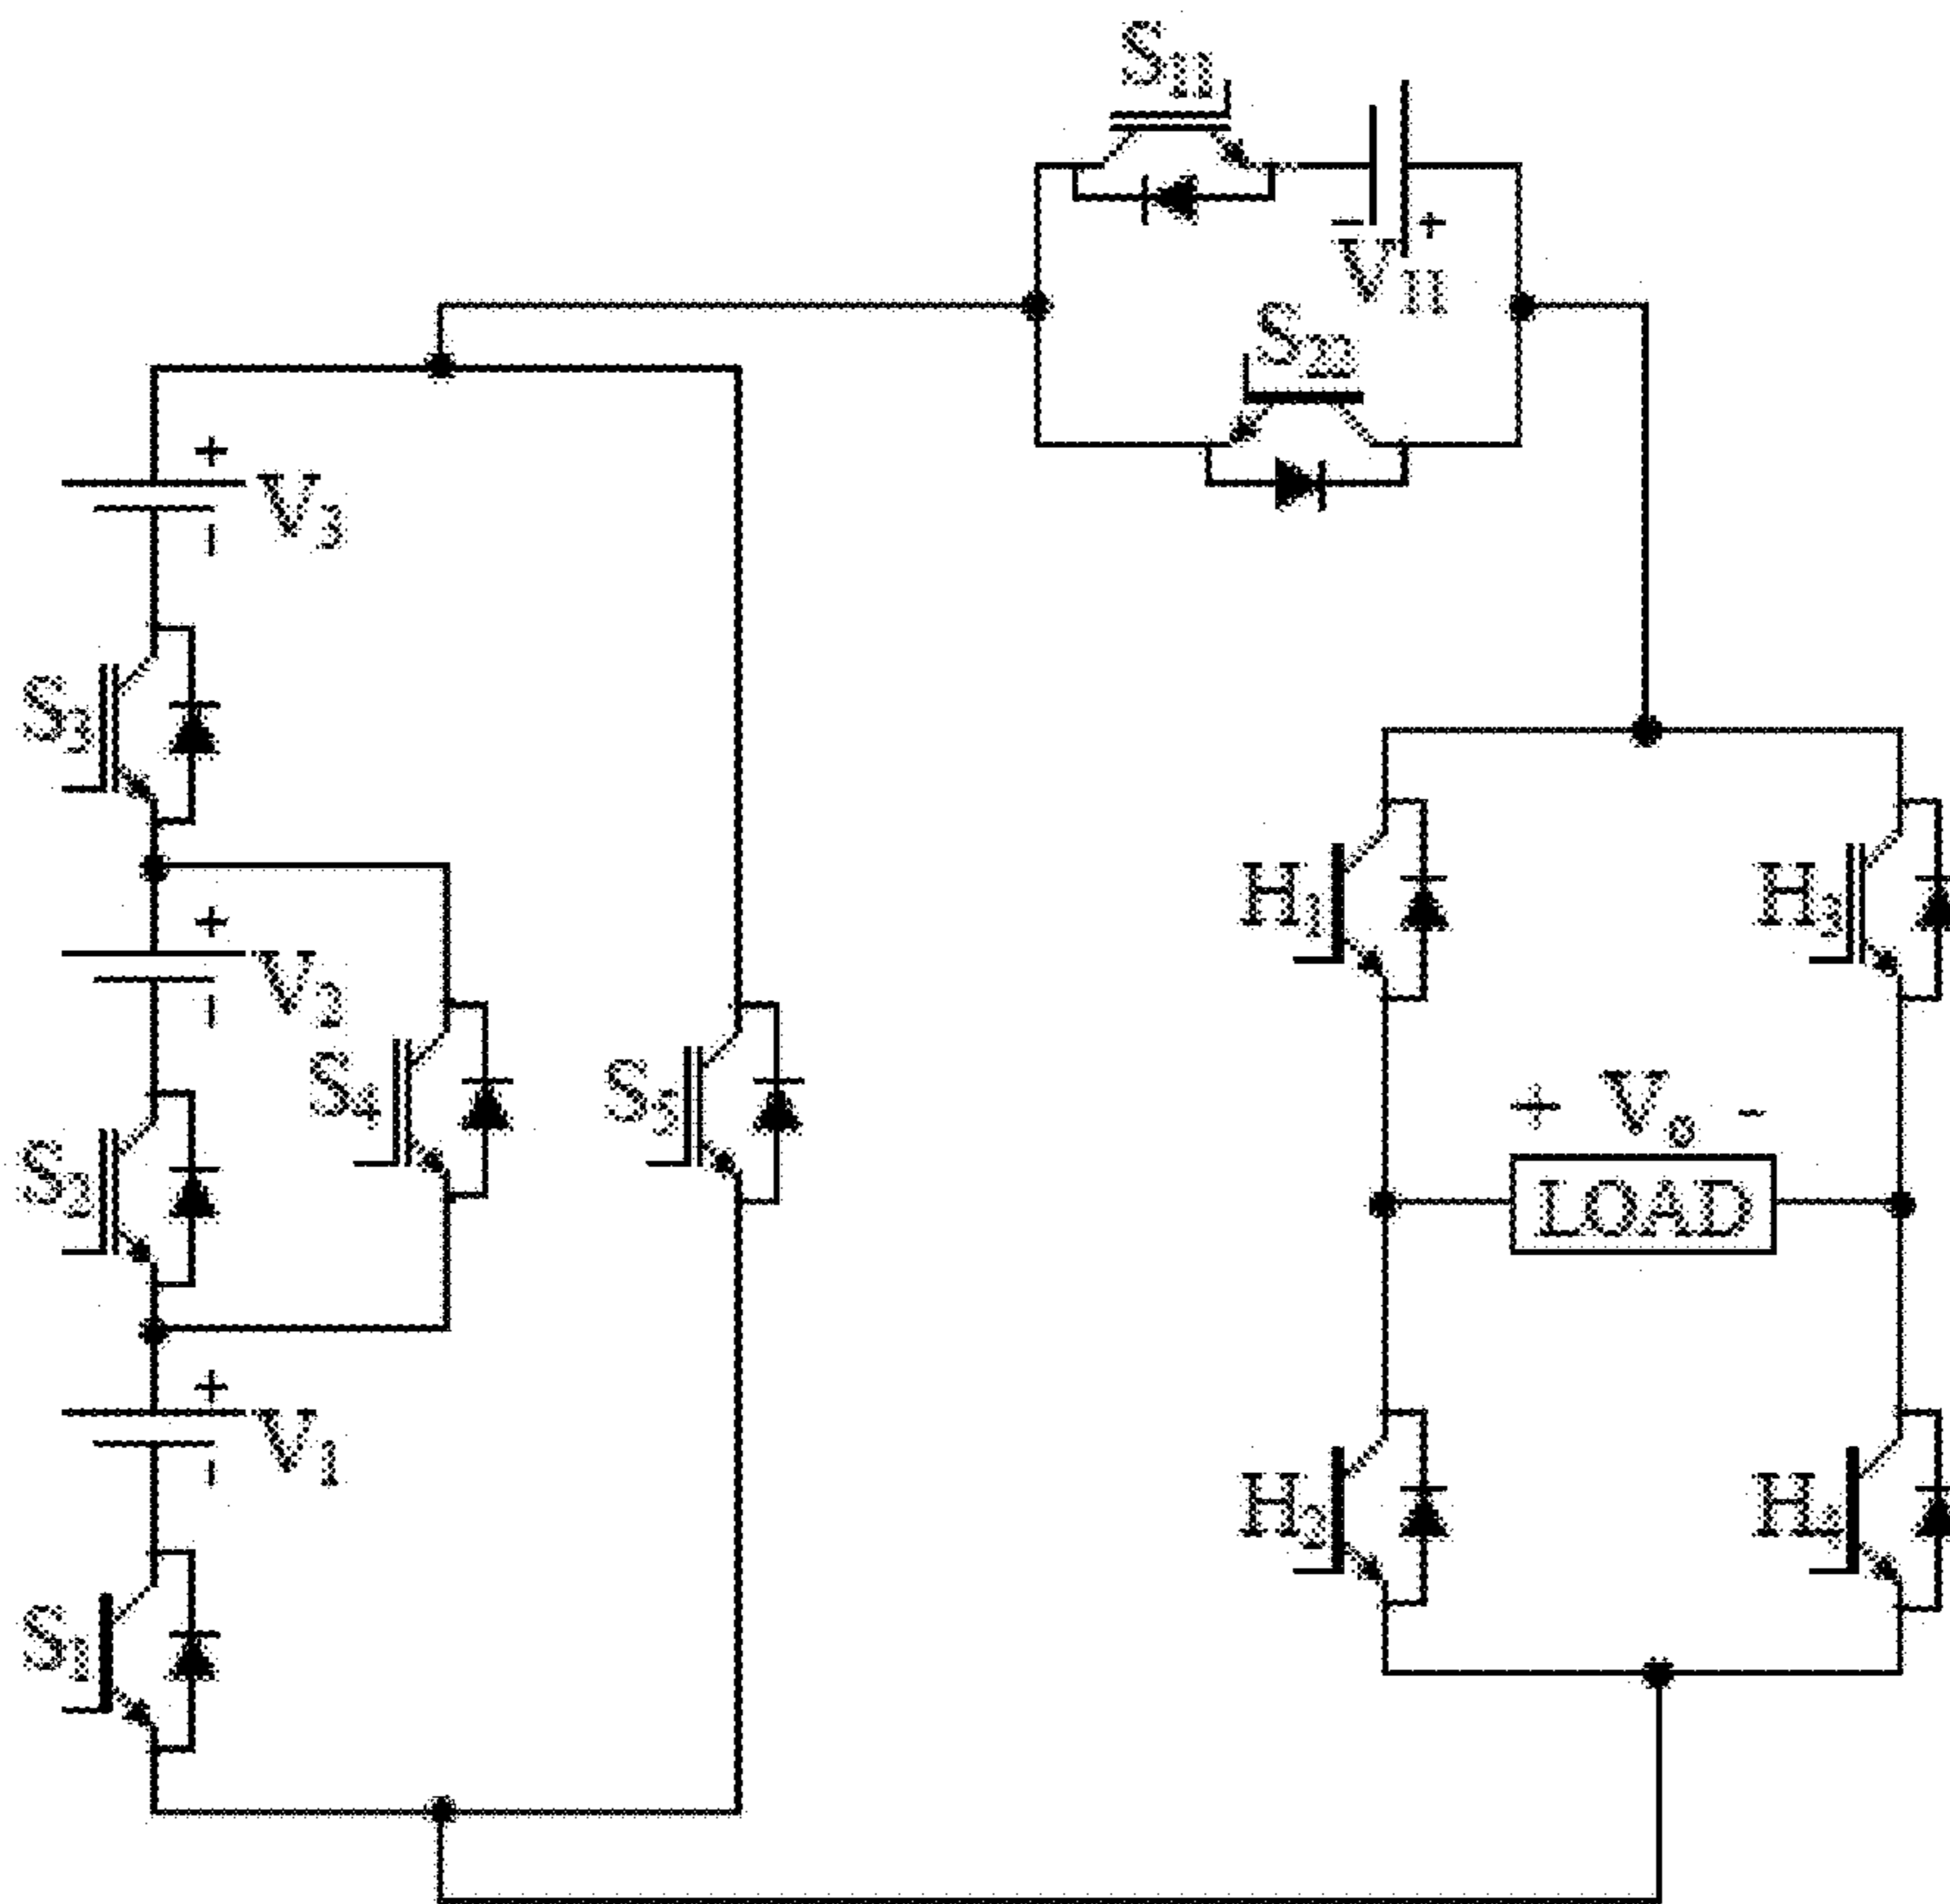 S11
- +
V11
S22
+
V3
-
S3
+
V2
-
S2
S4
S5
+
V1
-
S1
H1
H3
+ Vo -
LOAD
H2
H4